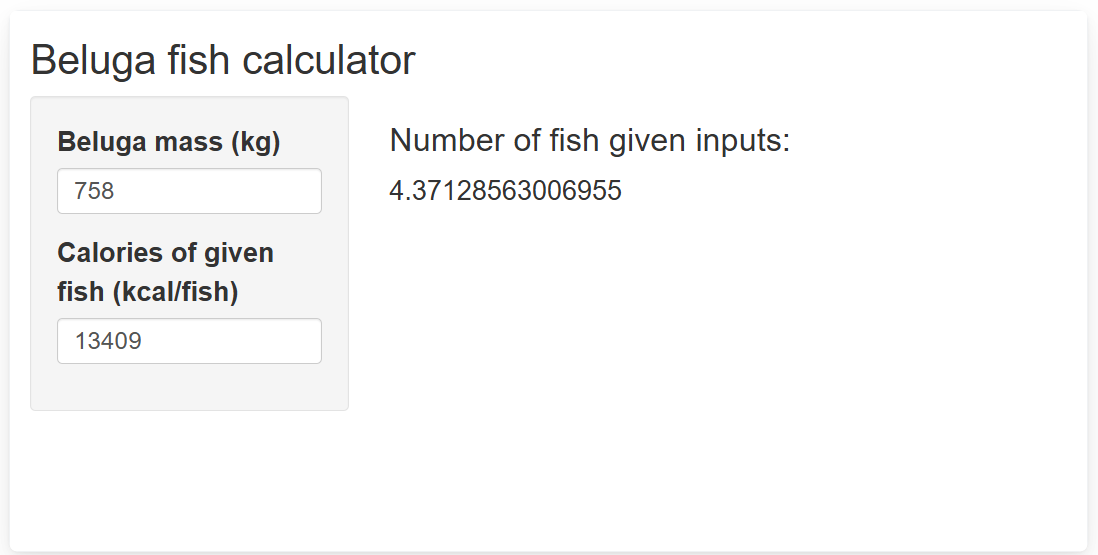 Beluga fish calculator
Beluga mass (kg)
758
Calories of given
fish (kcal/fish)
13409
Number of fish given inputs:
4.37128563006955